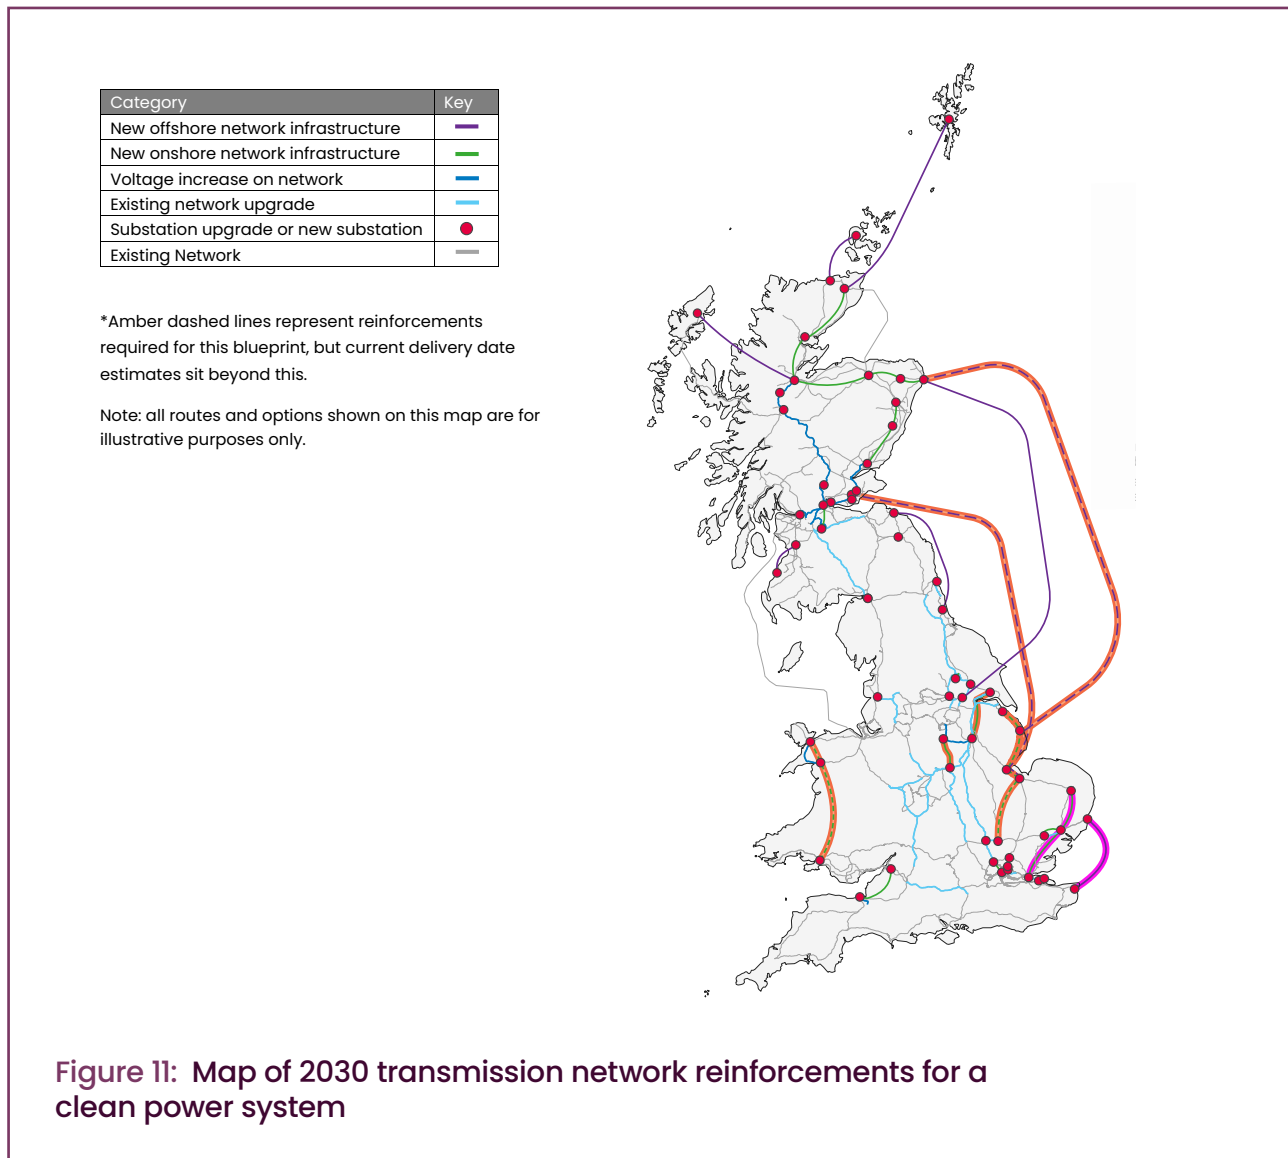 Category Key
New offshore network infrastructure
New onshore network infrastructure
Voltage increase on network
Existing network upgrade
Substation upgrade or new substation
Existing Network
*Amber dashed lines represent reinforcements
required for this blueprint, but current delivery date
estimates sit beyond this.
Note: all routes and options shown on this map are for
illustrative purposes only.
Figure 11: Map of 2030 transmission network reinforcements for a
clean power system